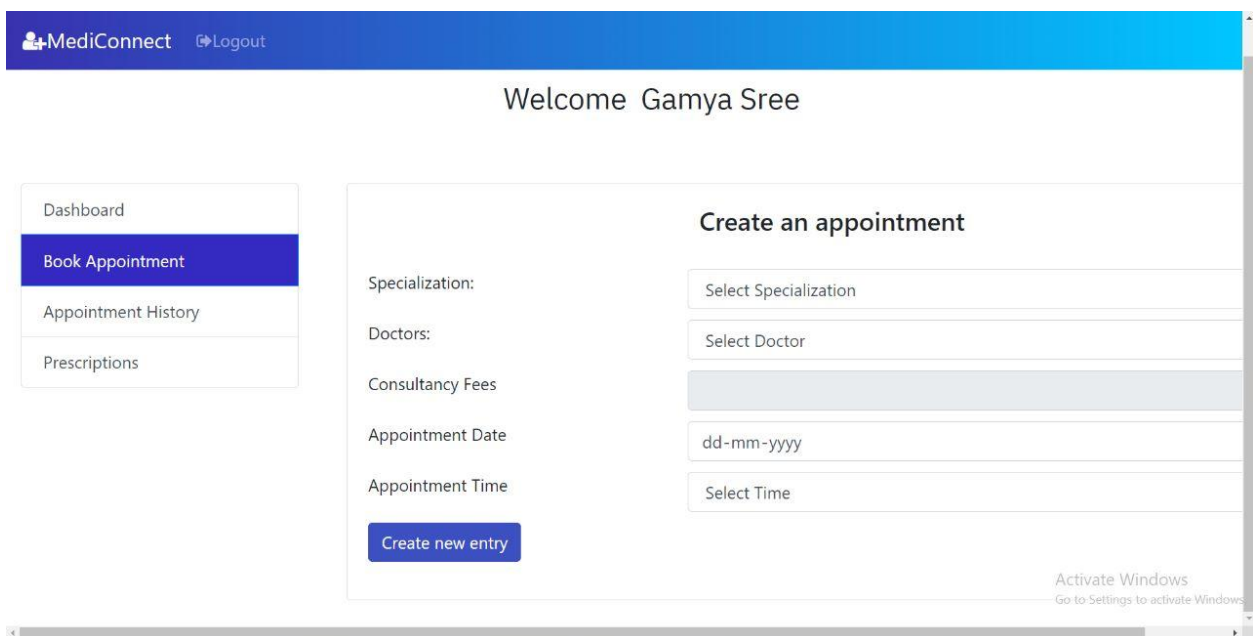 MediConnect Logout
Welcome Gamya Sree
Dashboard
Book Appointment
Appointment History
Prescriptions
Create an appointment
Specialization: Select Specialization
Doctors: Select Doctor
Consultancy Fees
Appointment Date dd-mm-yyyy
Appointment Time Select Time
Create new entry
Activate Windows
Go to Settings to activate Windows